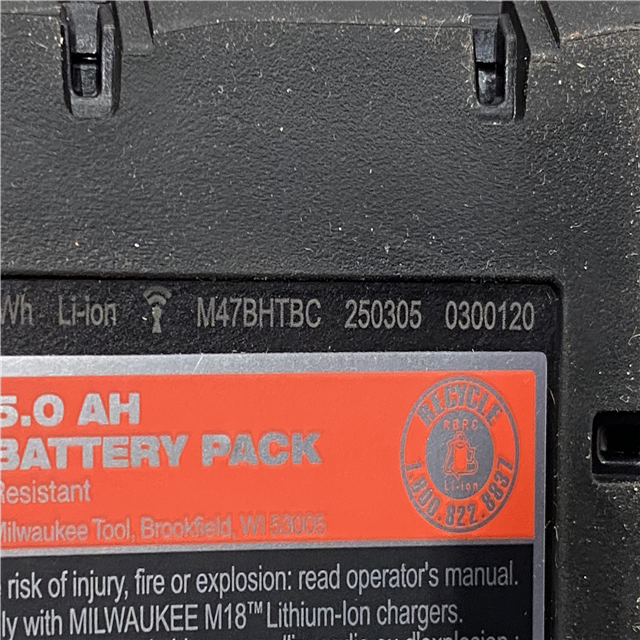 Wh Li-ion M47BHTBC 250305 0300120
5.0 AH
BATTERY PACK
Resistant
Milwaukee Tool, Brookfield, WI 53005
RECYCLE
RBRC
Li-ion
1.800.822.8837
risk of injury, fire or explosion: read operator's manual.
ly with MILWAUKEE M18™ Lithium-Ion chargers.